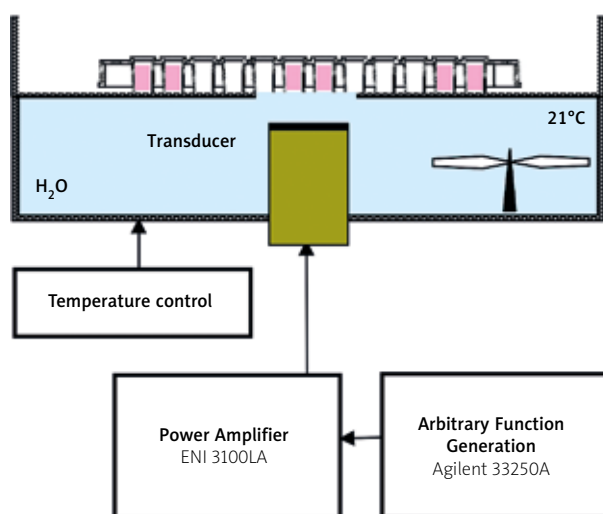 21°C
Transducer
H₂O
Temperature control
Power Amplifier
ENI 3100LA
Arbitrary Function
Generation
Agilent 33250A